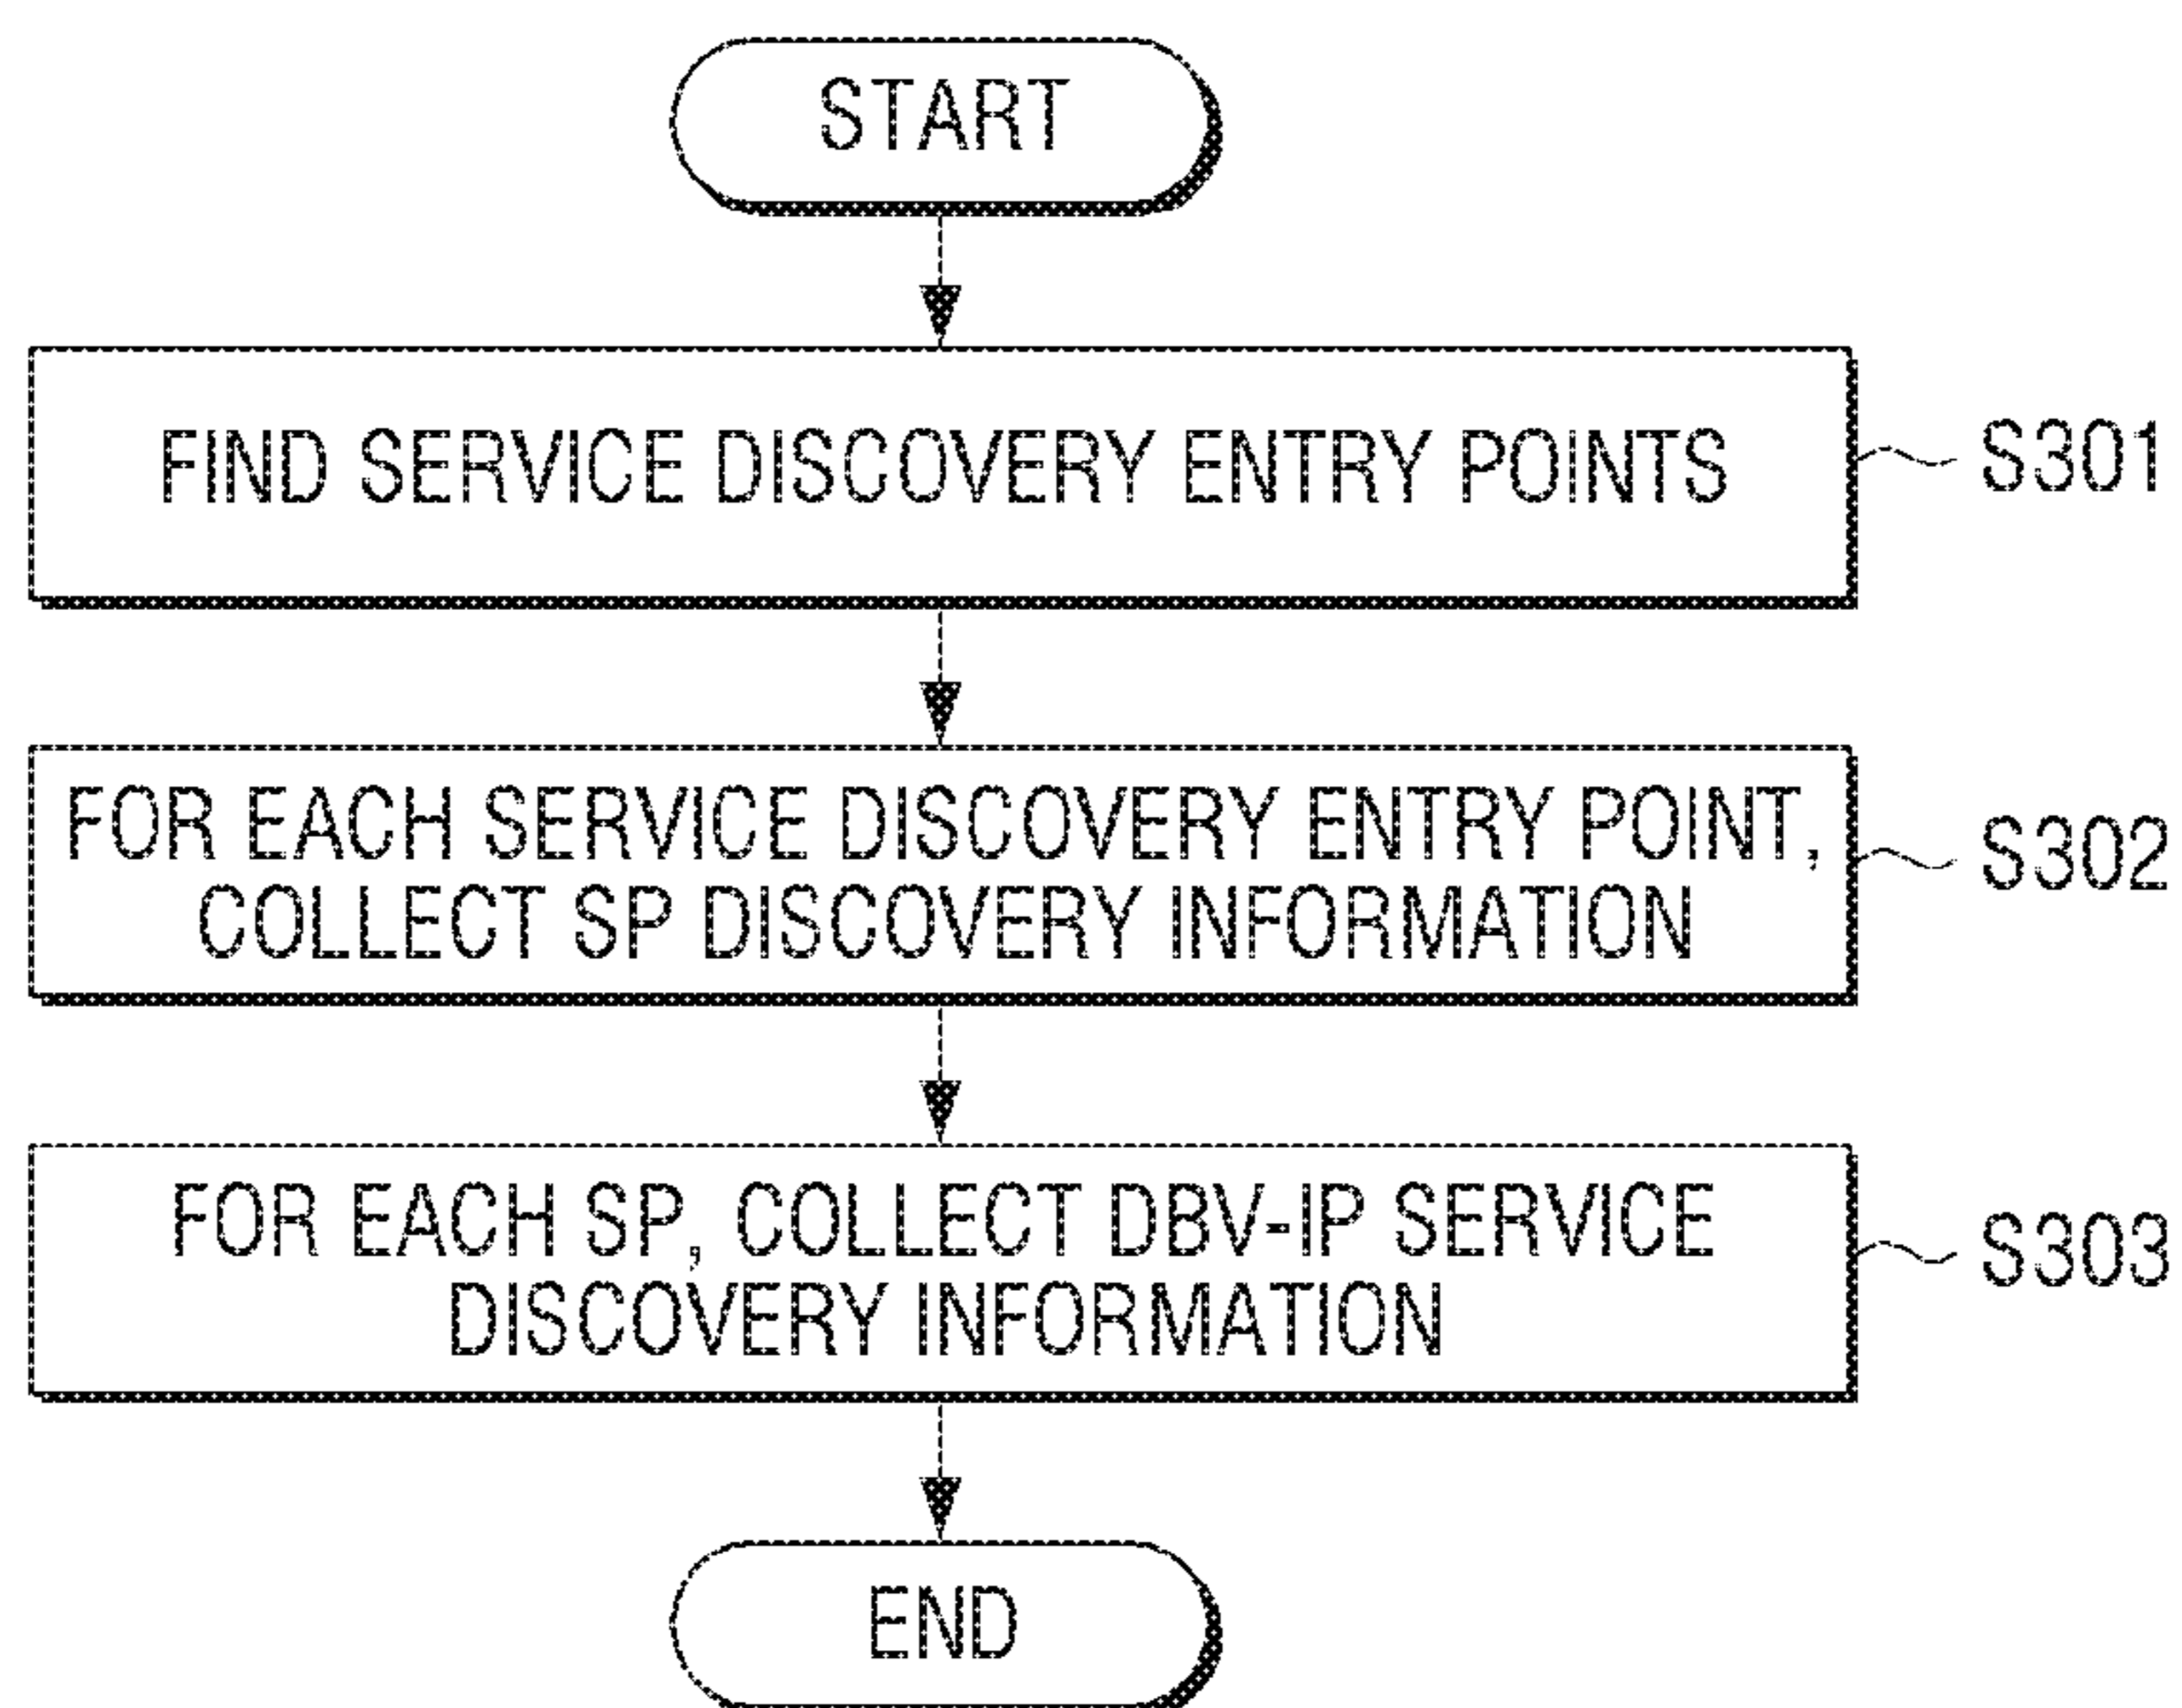 START
FIND SERVICE DISCOVERY ENTRY POINTS
S301
FOR EACH SERVICE DISCOVERY ENTRY POINT,
COLLECT SP DISCOVERY INFORMATION
S302
FOR EACH SP, COLLECT DBV-IP SERVICE
DISCOVERY INFORMATION
S303
END